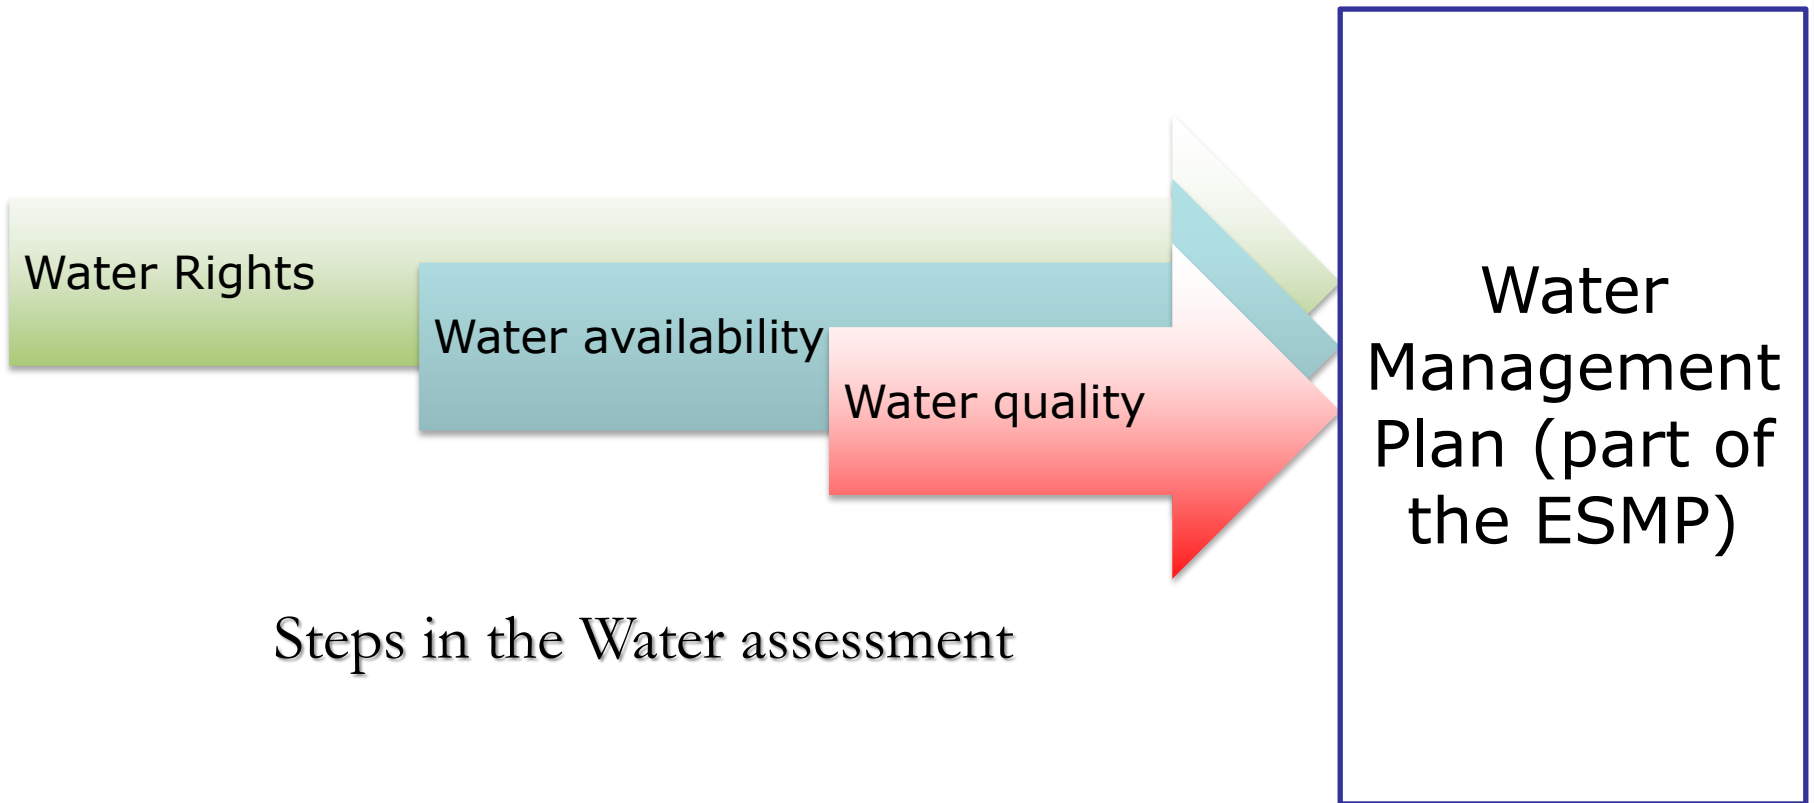 Water Rights
Water availability
Water quality
Water
Management
Plan (part of
the ESMP)
Steps in the Water assessment